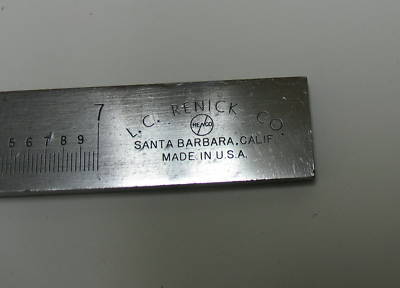 7
L.C. RENICK CO.
RENCO
SANTA BARBARA, CALIF.
5 6 7 8 9
MADE IN U.S.A.